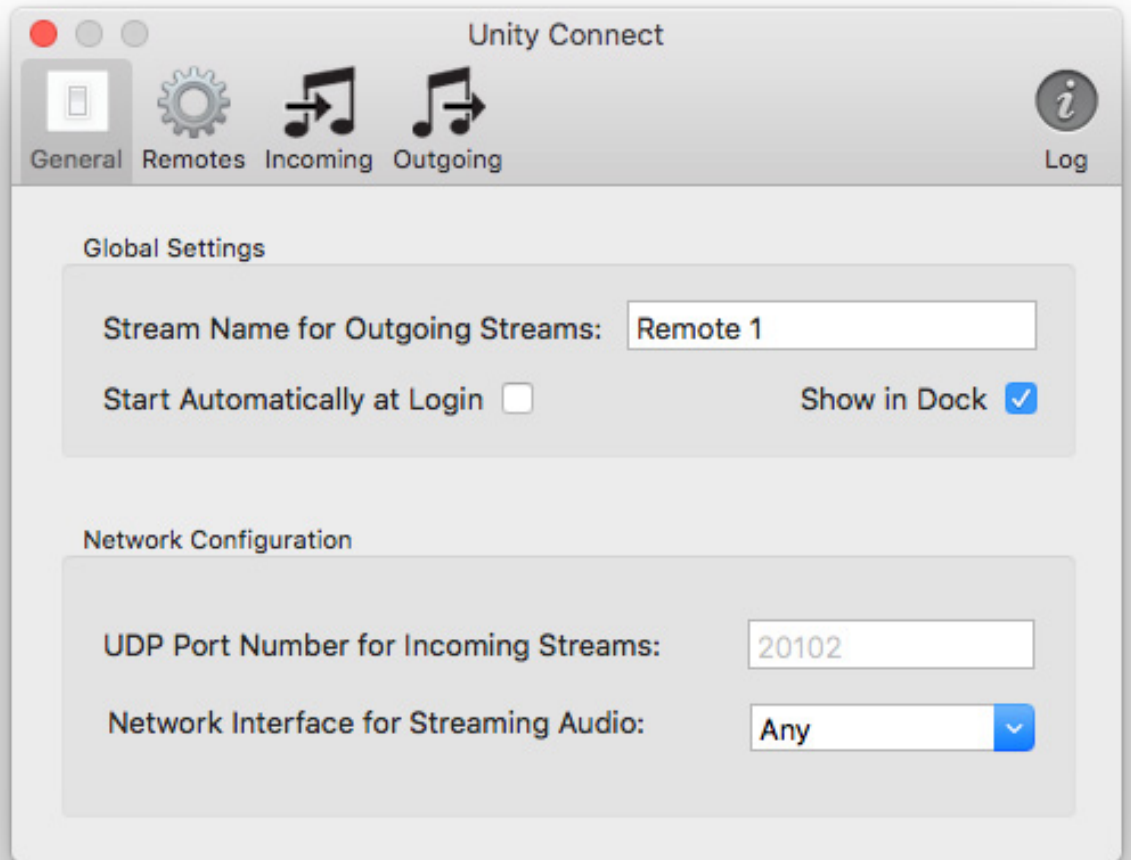 Unity Connect
General Remotes Incoming Outgoing Log
Global Settings
Stream Name for Outgoing Streams: Remote 1
Start Automatically at Login Show in Dock
Network Configuration
UDP Port Number for Incoming Streams: 20102
Network Interface for Streaming Audio: Any